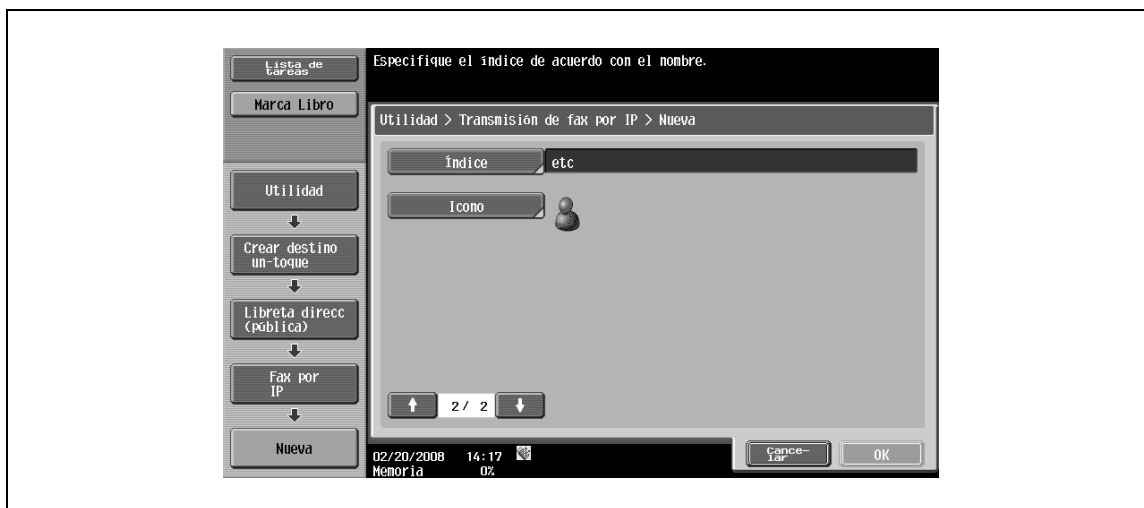 Lista de
tareas
Marca Libro
Utilidad
Crear destino
un-toque
Libreta direcc
(pública)
Fax por
IP
Nueva
Especifique el índice de acuerdo con el nombre.
Utilidad > Transmisión de fax por IP > Nueva
Índice etc
Icono
2/ 2
02/20/2008 14:17
Memoria 0%
Cance-
lar
OK